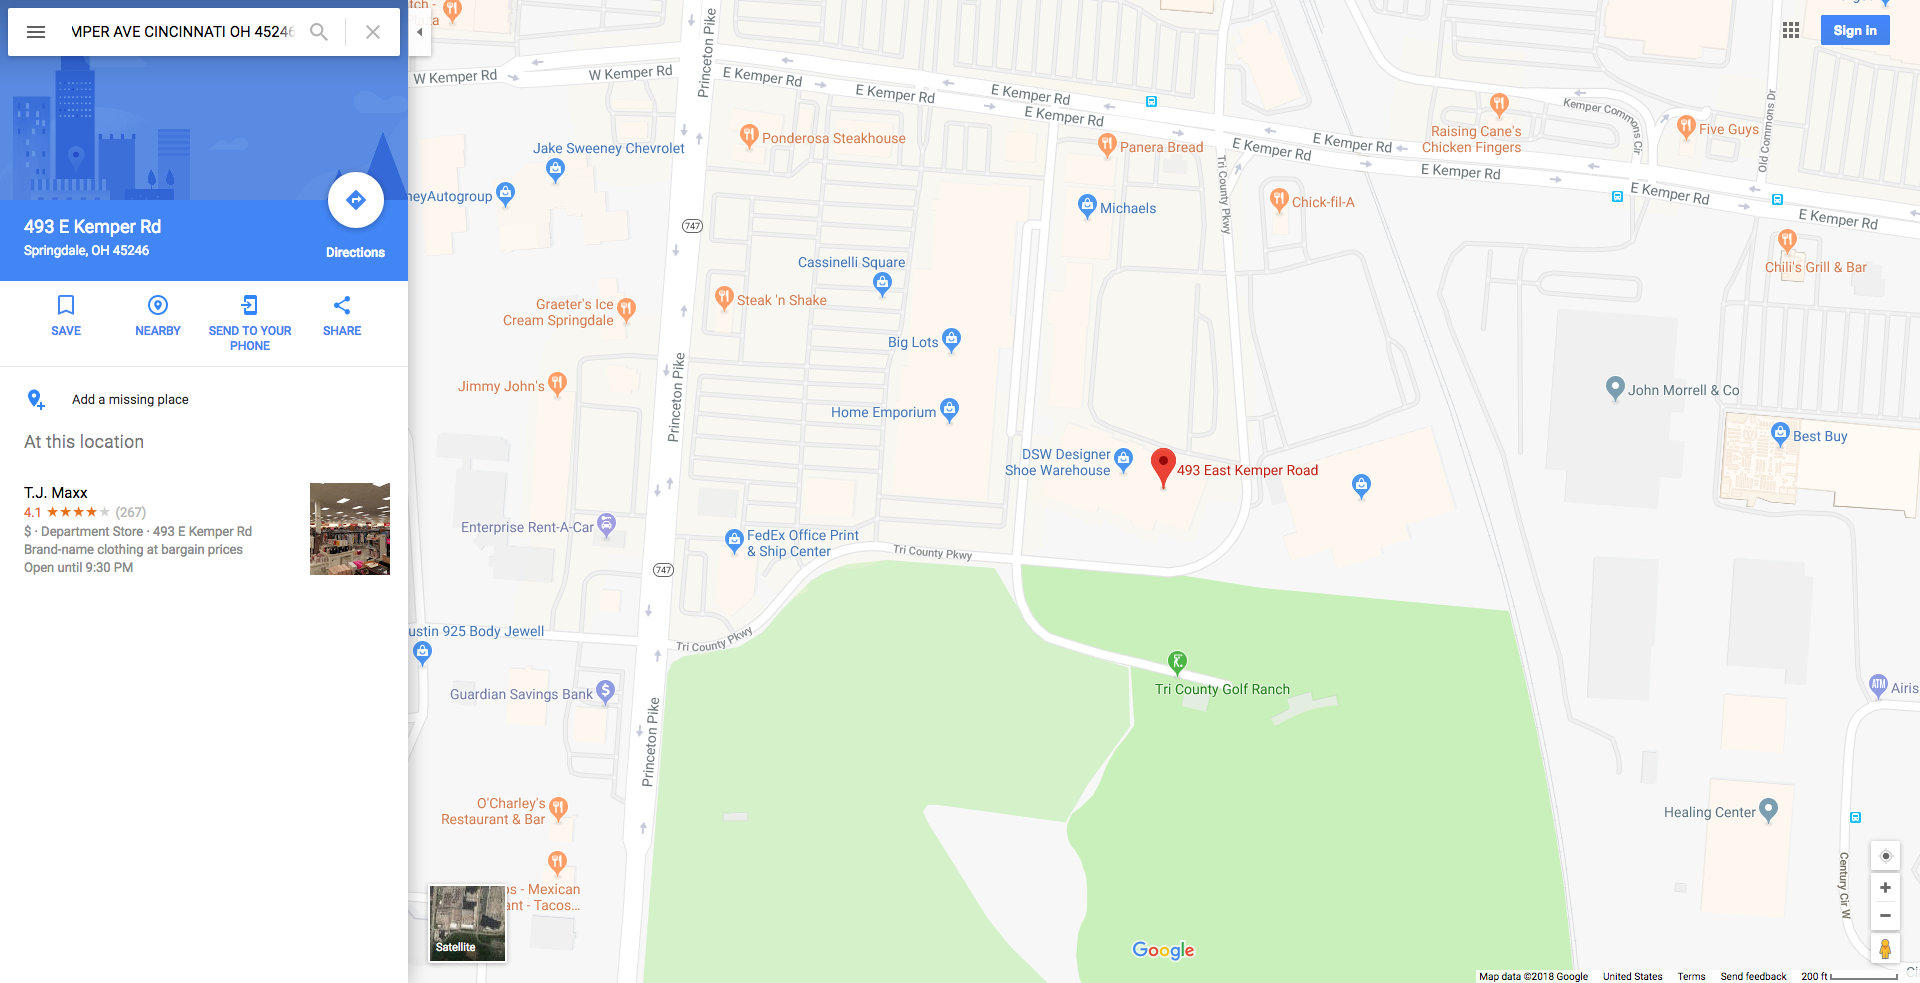 MPER AVE CINCINNATI OH 45246
493 E Kemper Rd
Springdale, OH 45246
Directions
SAVE
NEARBY
SEND TO YOUR
PHONE
SHARE
Add a missing place
At this location
T.J. Maxx
4.1 ★★★★★ (267)
$ · Department Store · 493 E Kemper Rd
Brand-name clothing at bargain prices
Open until 9:30 PM
Sign in
W Kemper Rd
W Kemper Rd
Princeton Pike
E Kemper Rd
E Kemper Rd
E Kemper Rd
E Kemper Rd
E Kemper Rd
E Kemper Rd
E Kemper Rd
E Kemper Rd
E Kemper Rd
Kemper Commons Cir
Old Commons Dr
Raising Cane's
Chicken Fingers
Five Guys
Ponderosa Steakhouse
Panera Bread
Jake Sweeney Chevrolet
neyAutogroup
Michaels
Tri County Pkwy
Chick-fil-A
747
Cassinelli Square
Chili's Grill & Bar
Graeter's Ice
Cream Springdale
Steak 'n Shake
Big Lots
Jimmy John's
Princeton Pike
Home Emporium
John Morrell & Co
Best Buy
DSW Designer
Shoe Warehouse
493 East Kemper Road
Enterprise Rent-A-Car
FedEx Office Print
& Ship Center
Tri County Pkwy
747
ustin 925 Body Jewell
Tri County Pkwy
Guardian Savings Bank
$
Princeton Pike
Tri County Golf Ranch
ATM
Airis
O'Charley's
Restaurant & Bar
Healing Center
Century Cir W
os - Mexican
ant - Tacos...
Satellite
Google
Map data ©2018 Google
United States
Terms
Send feedback
200 ft